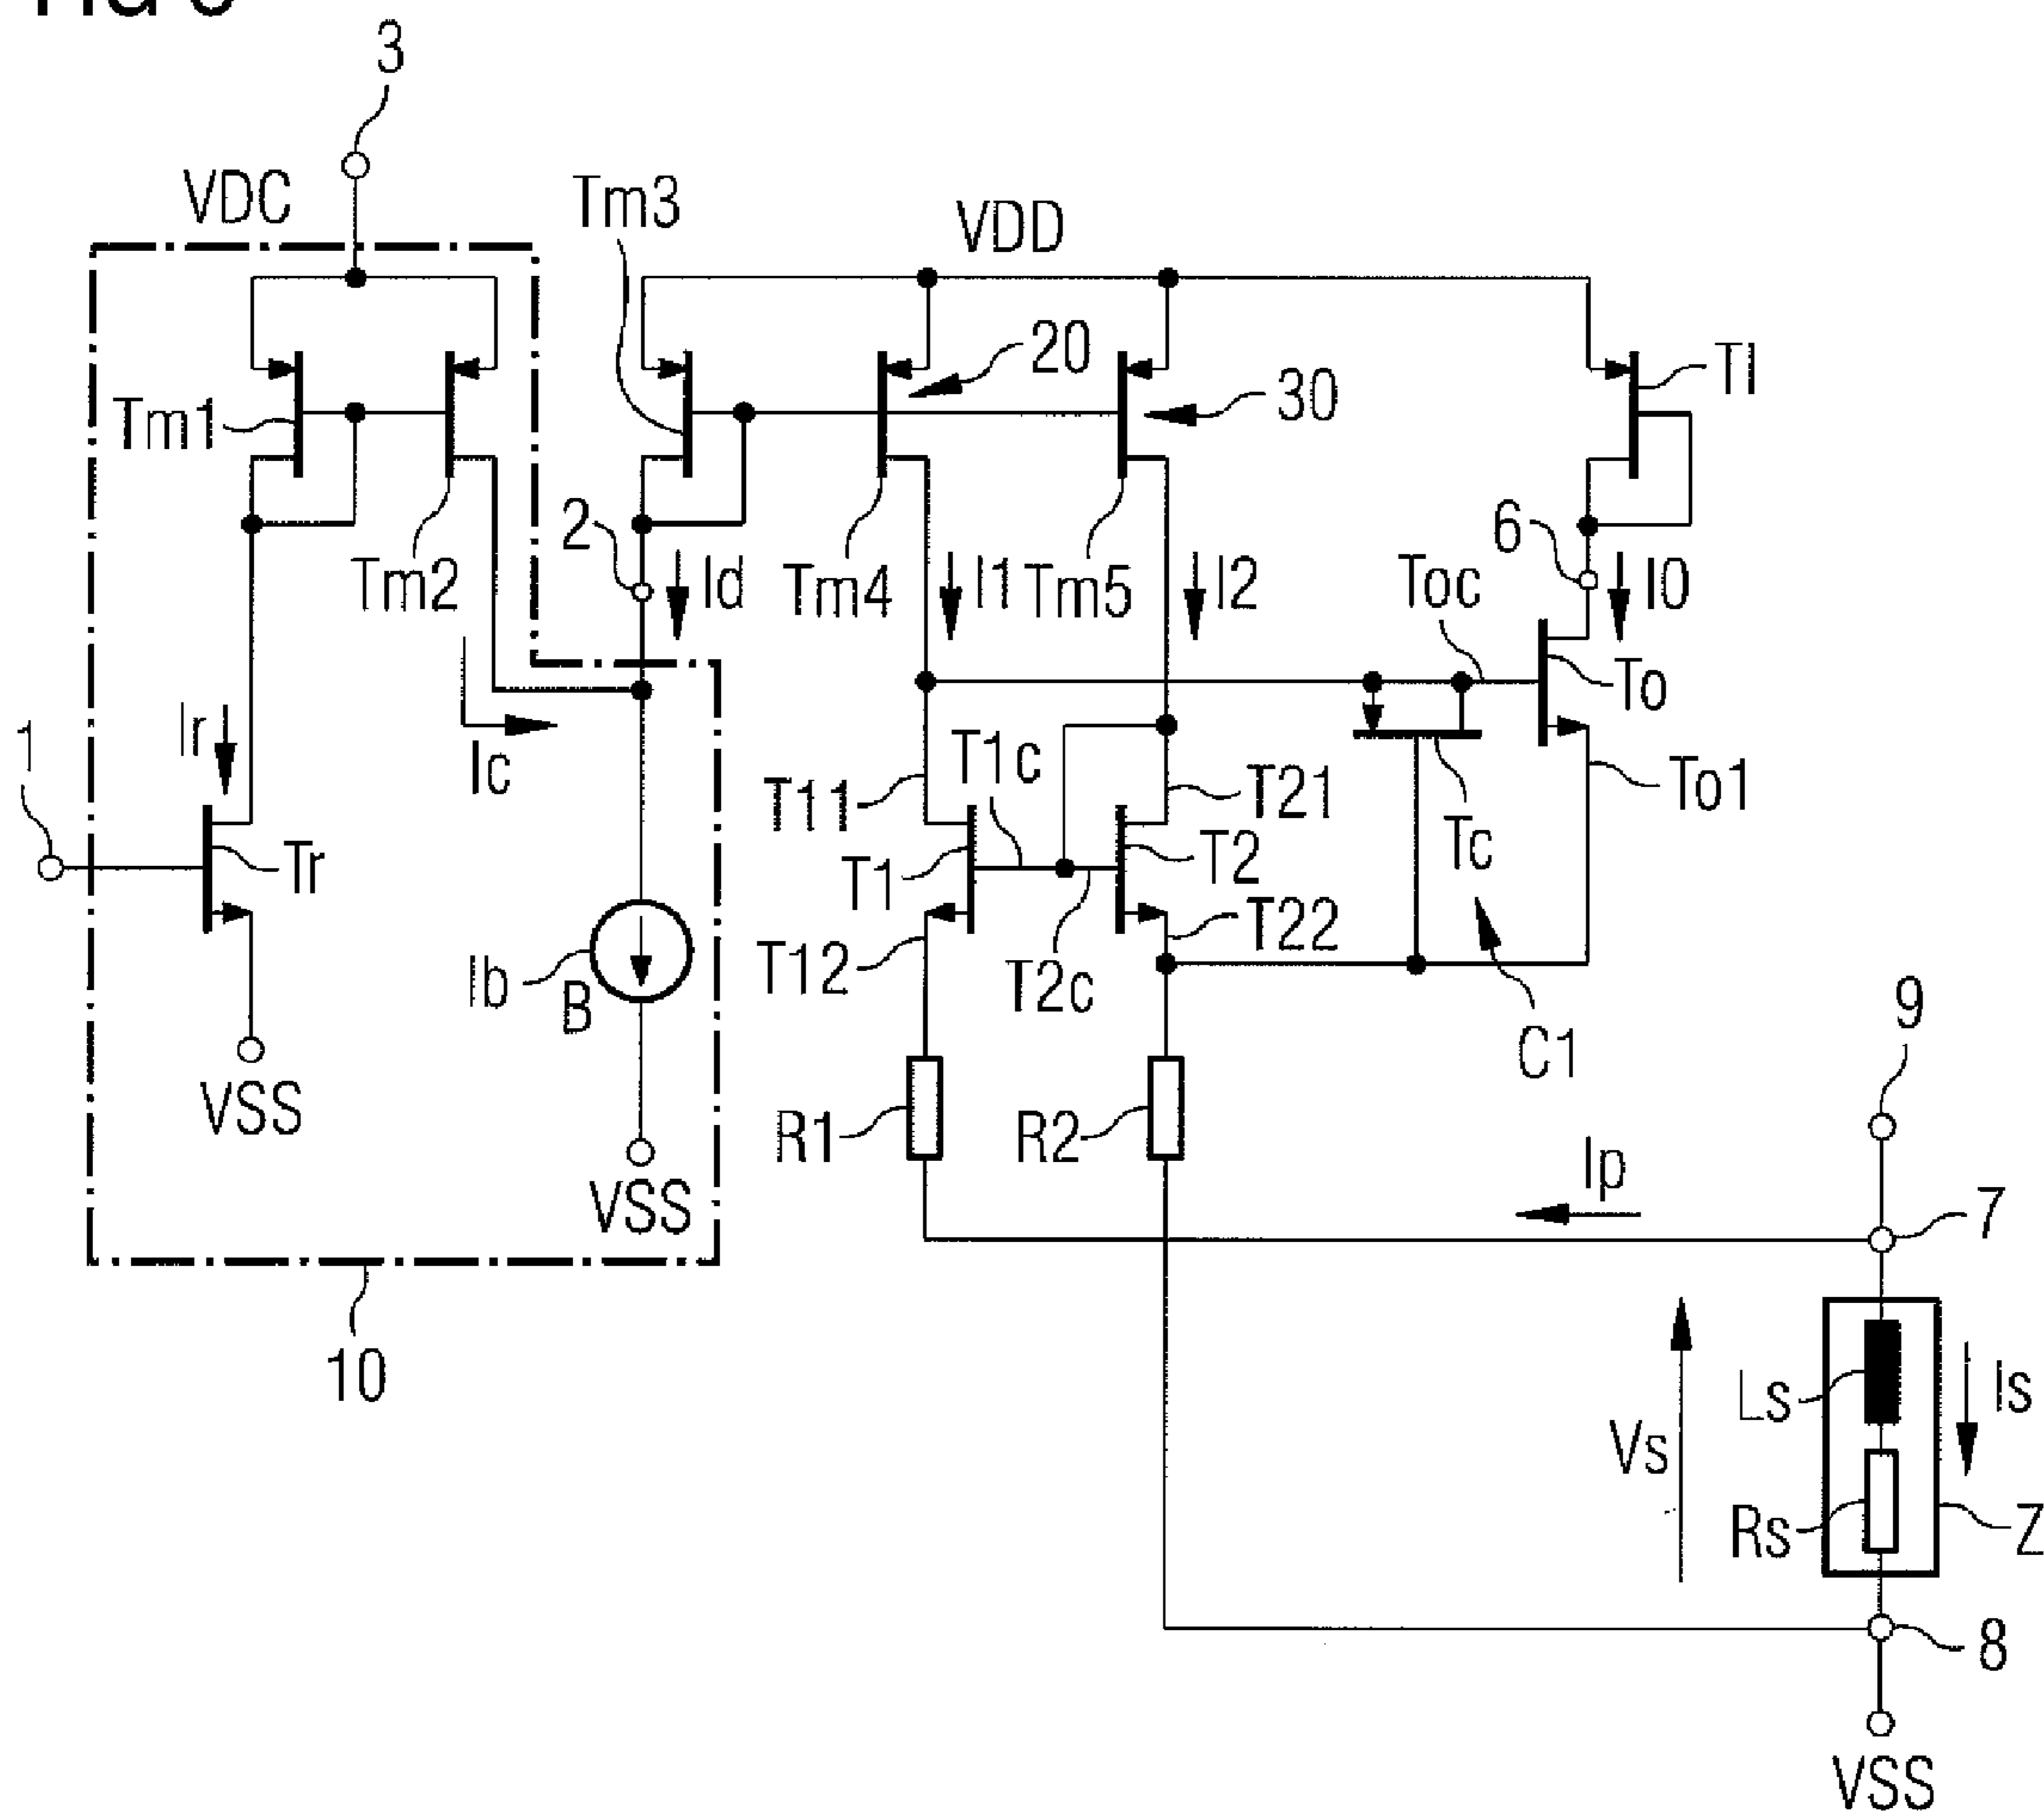 3
VDC
Tm3
VDD
20
Tl
Tm1
30
2
6
Tm2
Id
Tm4
I1
Tm5
I2
Toc
I0
To
1
Ir
Ic
T11
T1c
T21
To1
Tr
T1
T2
Tc
Ib
B
T12
T2c
T22
9
C1
VSS
R1
R2
Ip
VSS
7
10
Ls
Is
Vs
Rs
Z
8
VSS